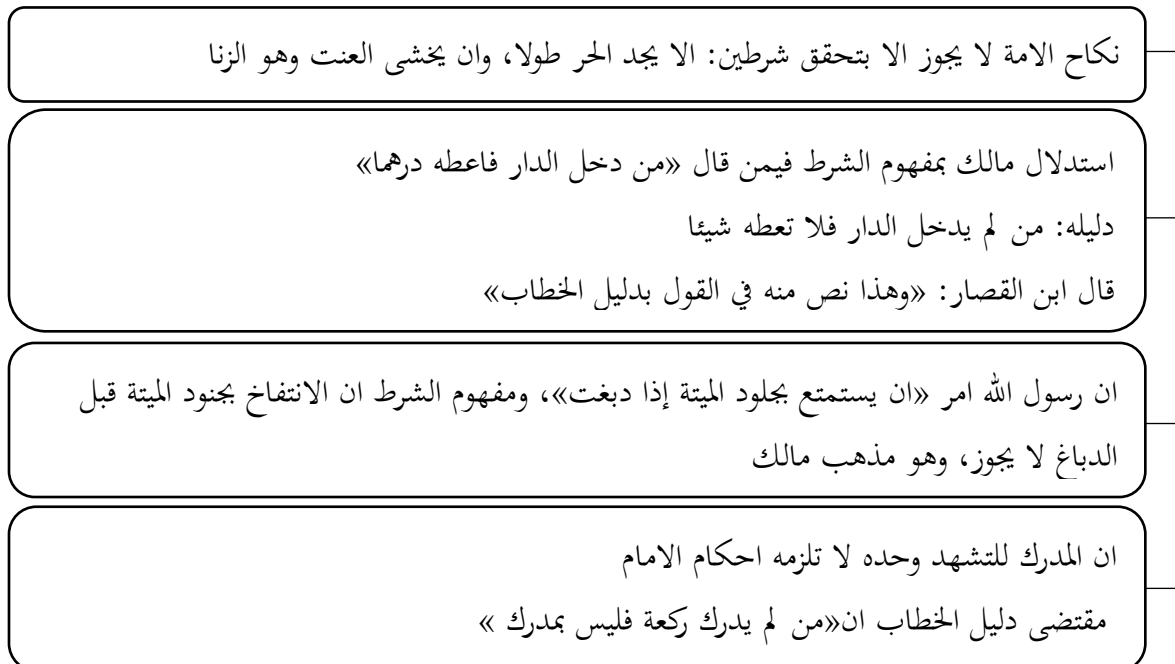 نكاح الامة لا يجوز الا بتحقق شرطين: الا يجد الحر طولا، وان يخشى العنت وهو الزنا
استدلال مالك بمفهوم الشرط فيمن قال «من دخل الدار فاعطه درهما»
دليله: من لم يدخل الدار فلا تعطه شيئا
قال ابن القصار: «وهذا نص منه في القول بدليل الخطاب»
ان رسول الله امر «ان يستمتع بجلود الميتة إذا دبغت»، ومفهوم الشرط ان الانتفاخ بجنود الميتة قبل
الدباغ لا يجوز، وهو مذهب مالك
ان المدرك للتشهد وحده لا تلزمه احكام الامام
مقتضى دليل الخطاب ان«من لم يدرك ركعة فليس بمدرك »